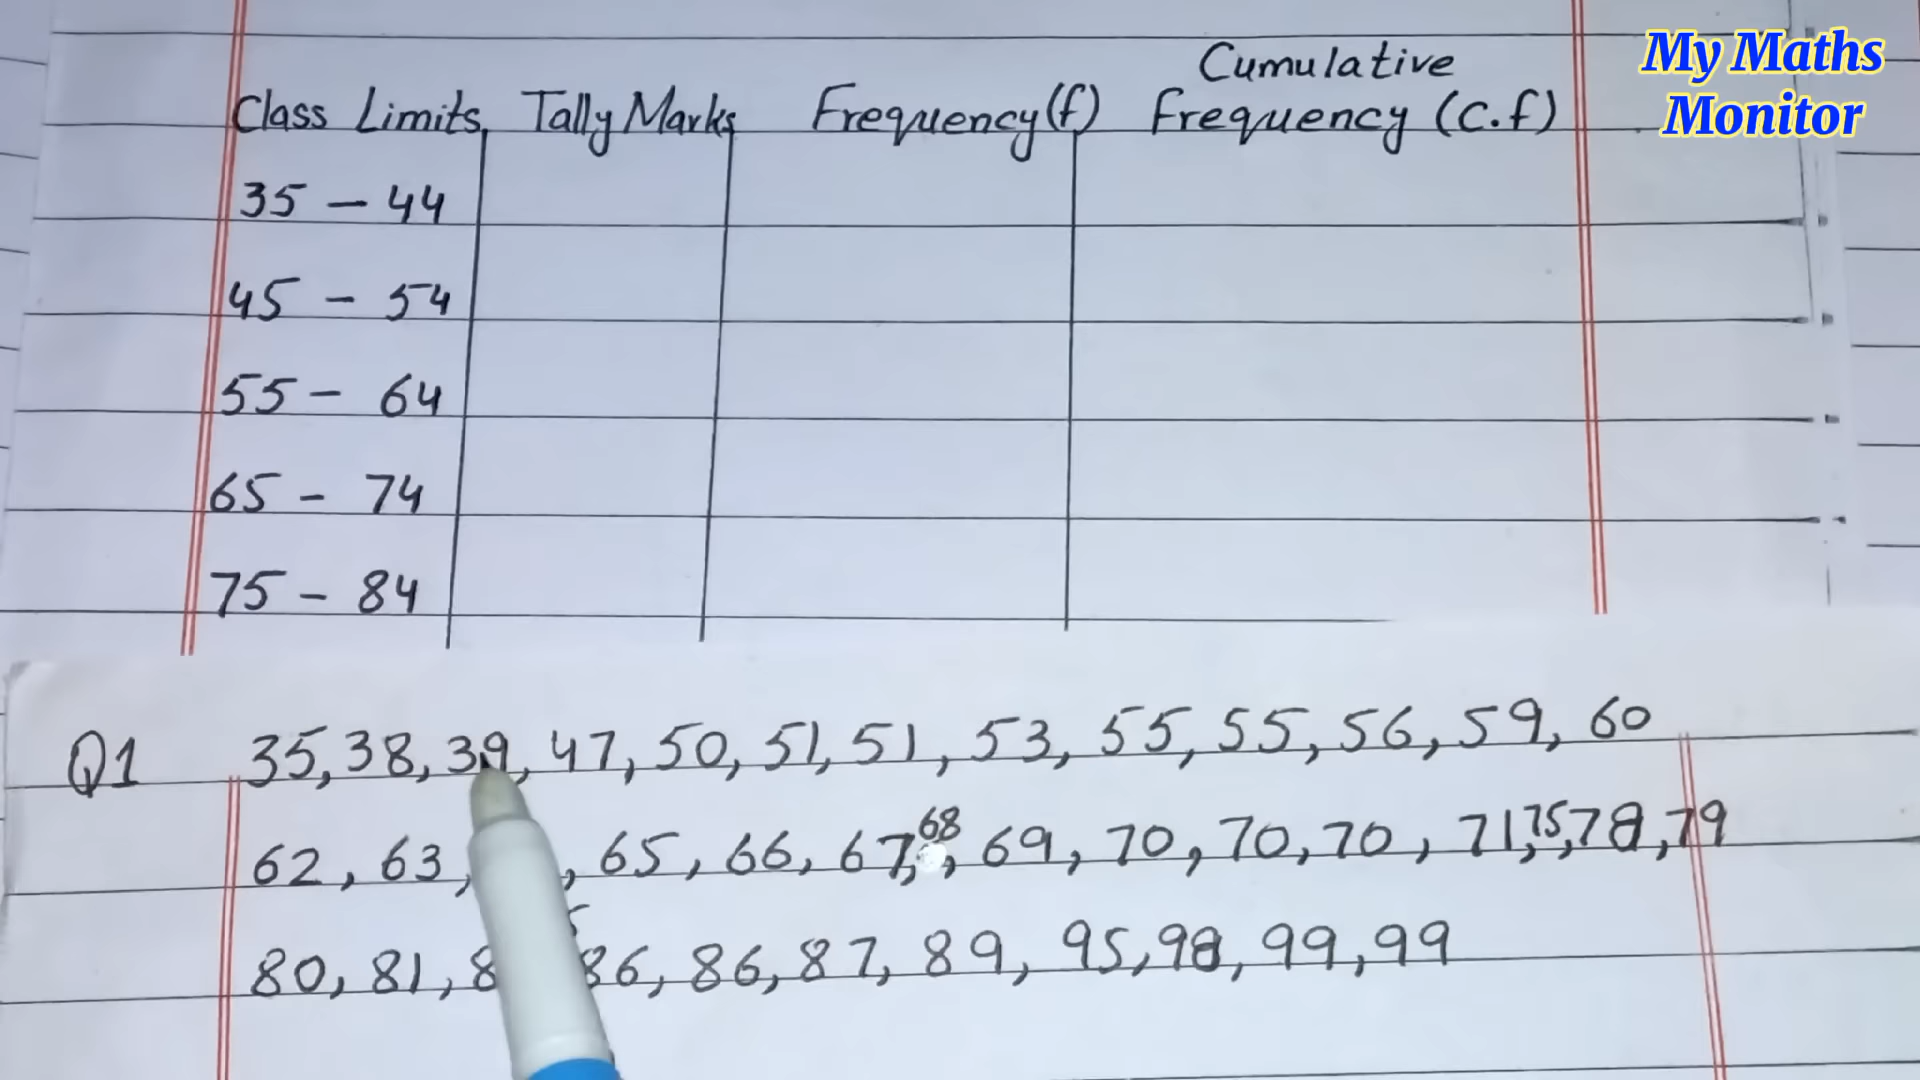 My Maths
Monitor
Cumulative
Class Limits Tally Marks Frequency (f) Frequency (C.f)
35 - 44
45 - 54
55 - 64
65 - 74
75 - 84
Q1 35, 38, 39, 47, 50, 51, 51, 53, 55, 55, 56, 59, 60
62, 63, , 65, 66, 67, 68, 69, 70, 70, 70, 71, 75, 78, 79
80, 81, 86, 86, 87, 89, 95, 98, 99, 99